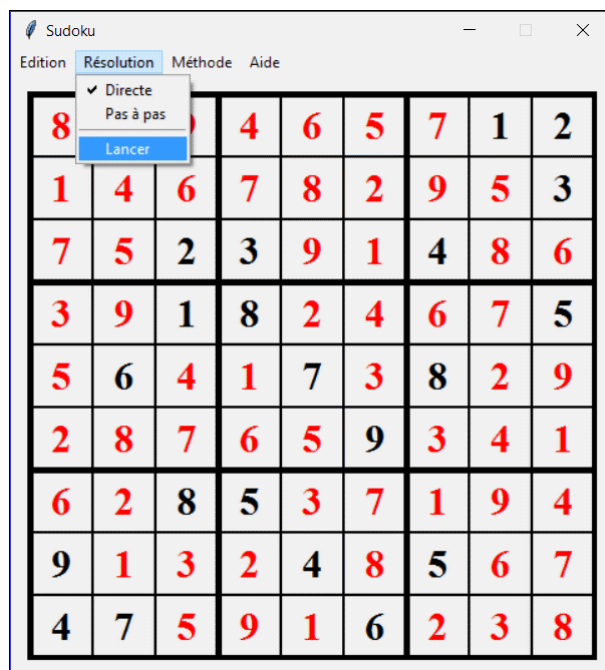 Sudoku
Edition Résolution Méthode Aide
Directe
Pas à pas
Lancer
8 4 6 5 7 1 2
1 4 6 7 8 2 9 5 3
7 5 2 3 9 1 4 8 6
3 9 1 8 2 4 6 7 5
5 6 4 1 7 3 8 2 9
2 8 7 6 5 9 3 4 1
6 2 8 5 3 7 1 9 4
9 1 3 2 4 8 5 6 7
4 7 5 9 1 6 2 3 8